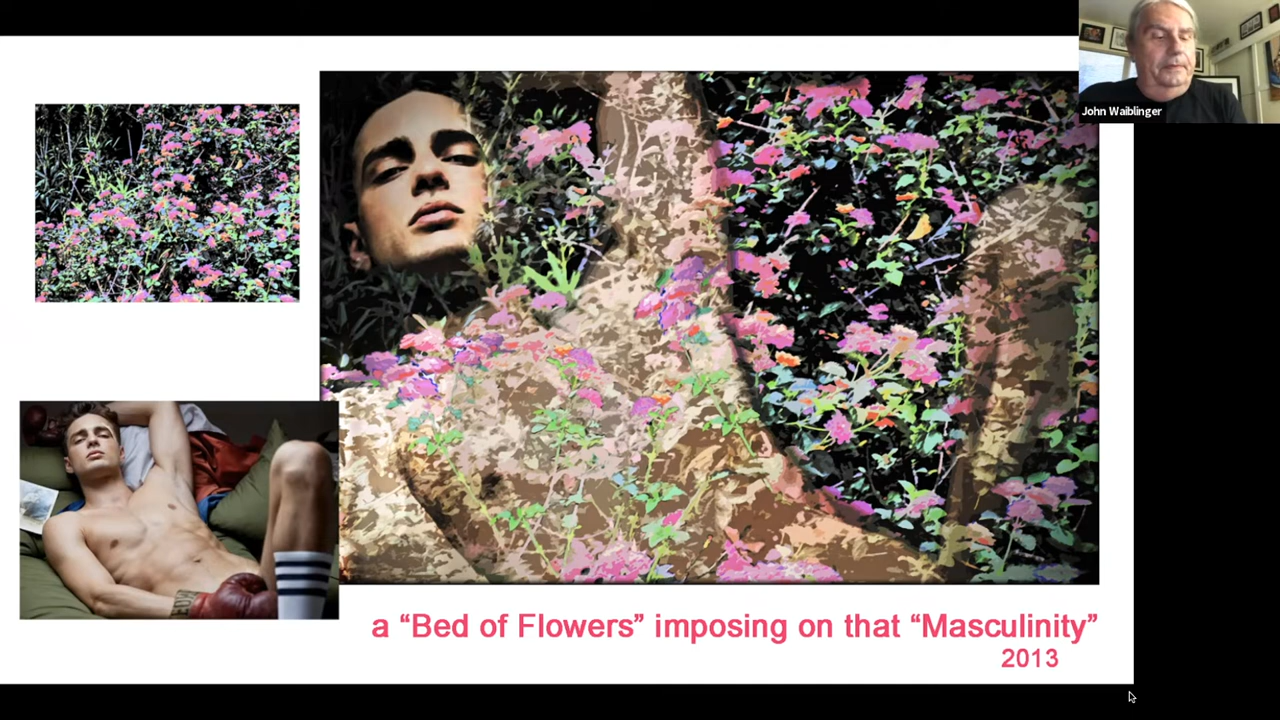 John Waiblinger
a “Bed of Flowers” imposing on that “Masculinity”
2013